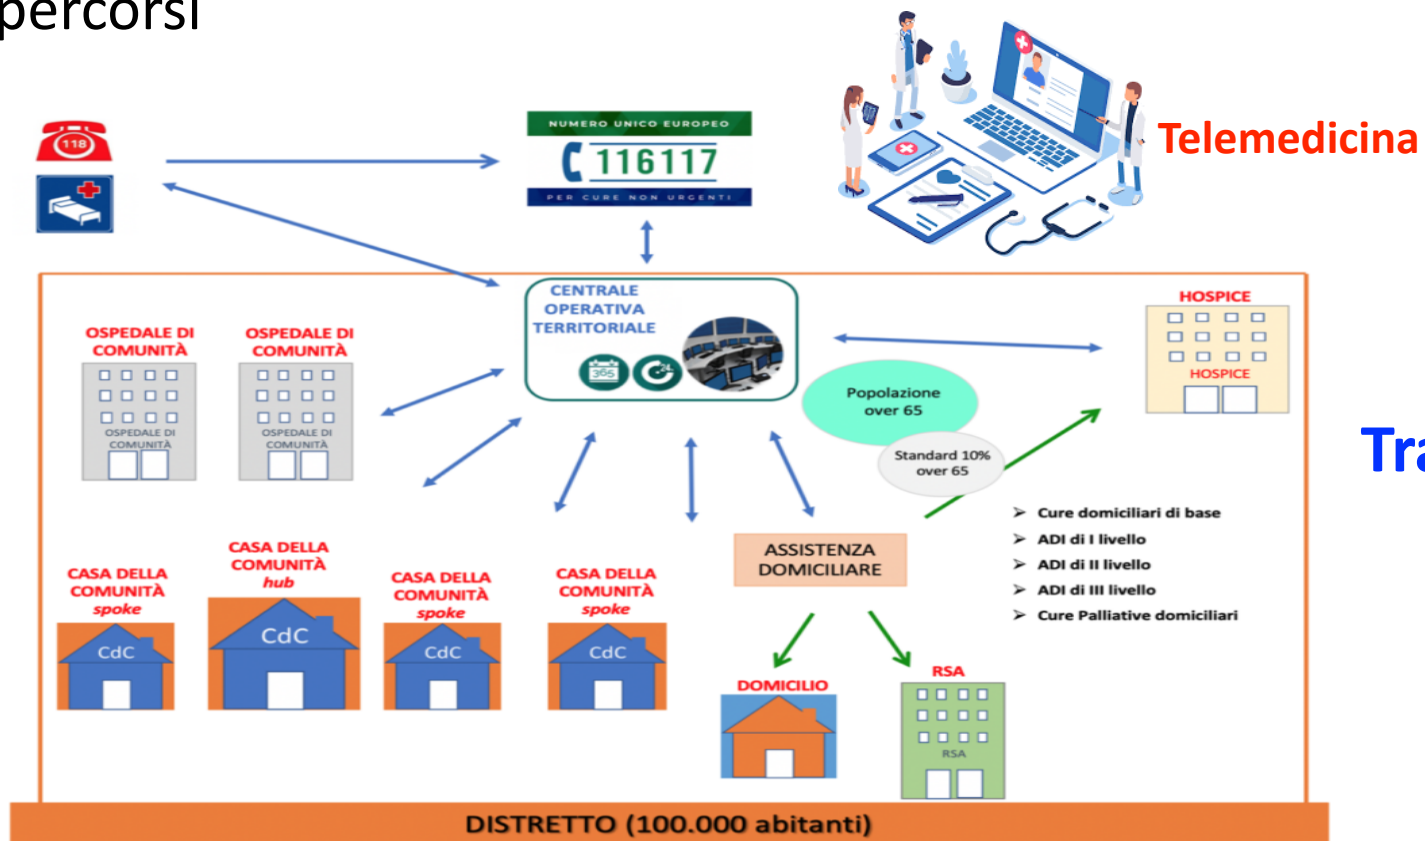 percorsi
118
NUMERO UNICO EUROPEO
116117
PER CURE NON URGENTI
Telemedicina
CENTRALE
OPERATIVA
TERRITORIALE
365
24
OSPEDALE DI
COMUNITÀ
OSPEDALE DI
COMUNITÀ
OSPEDALE DI
COMUNITÀ
OSPEDALE DI
COMUNITÀ
HOSPICE
HOSPICE
Popolazione
over 65
Standard 10%
over 65
Tra
➢ Cure domiciliari di base
➢ ADI di I livello
➢ ADI di II livello
➢ ADI di III livello
➢ Cure Palliative domiciliari
ASSISTENZA
DOMICILIARE
CASA DELLA
COMUNITÀ
spoke
CdC
CASA DELLA
COMUNITÀ
hub
CdC
CASA DELLA
COMUNITÀ
spoke
CdC
CASA DELLA
COMUNITÀ
spoke
CdC
DOMICILIO
RSA
RSA
DISTRETTO (100.000 abitanti)